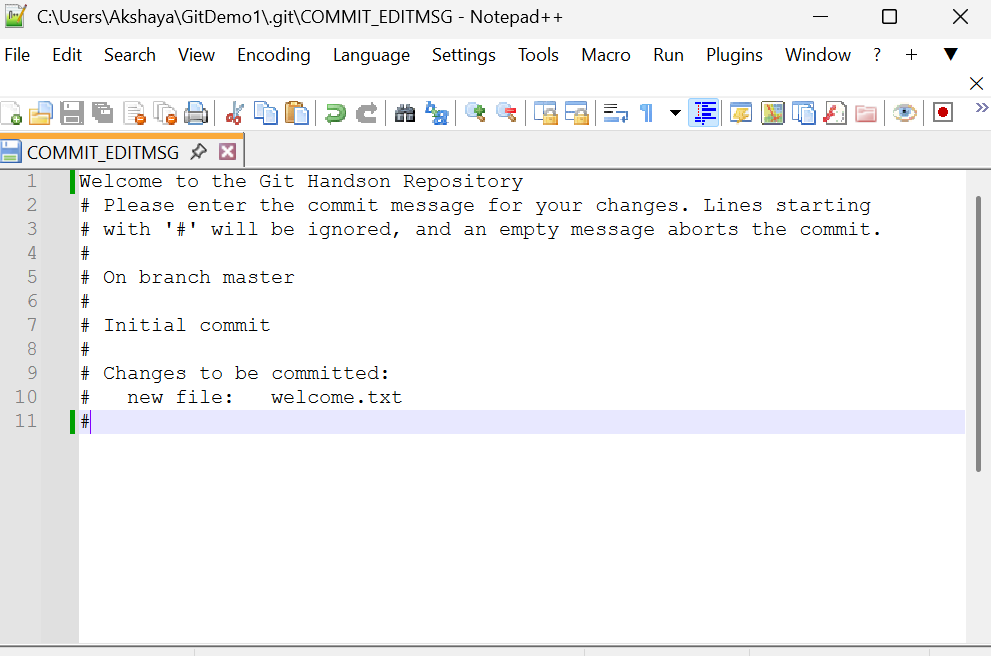 C:\Users\Akshaya\GitDemo1\.git\COMMIT_EDITMSG - Notepad++
File Edit Search View Encoding Language Settings Tools Macro Run Plugins Window ? + ▼
COMMIT_EDITMSG
1 Welcome to the Git Handson Repository
2 # Please enter the commit message for your changes. Lines starting
3 # with '#' will be ignored, and an empty message aborts the commit.
4 #
5 # On branch master
6 #
7 # Initial commit
8 #
9 # Changes to be committed:
10 #   new file:   welcome.txt
11 #